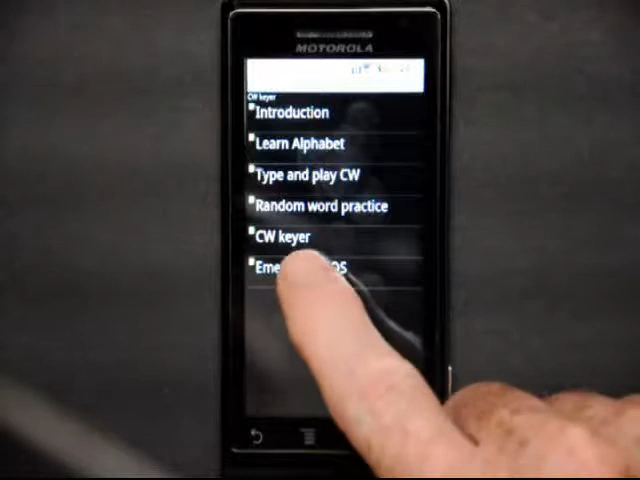 MOTOROLA
CW keyer
Introduction
Learn Alphabet
Type and play CW
Random word practice
CW keyer